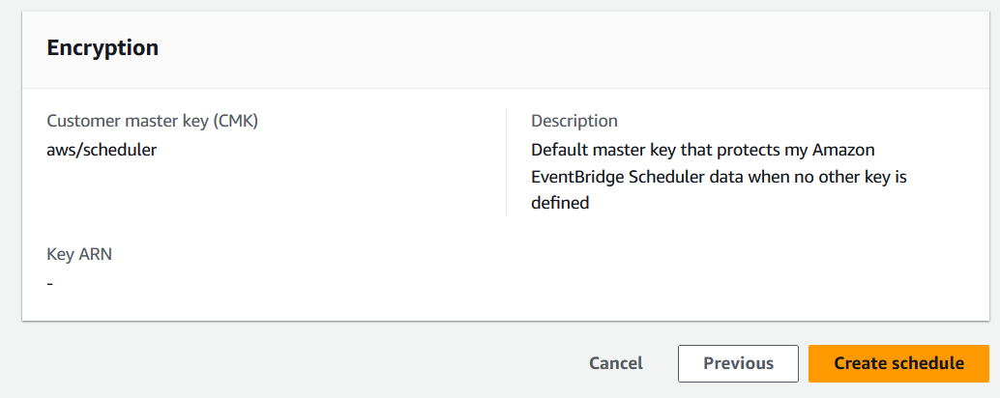 Encryption
Customer master key (CMK)
aws/scheduler
Description
Default master key that protects my Amazon
EventBridge Scheduler data when no other key is
defined
Key ARN
-
Cancel
Previous
Create schedule